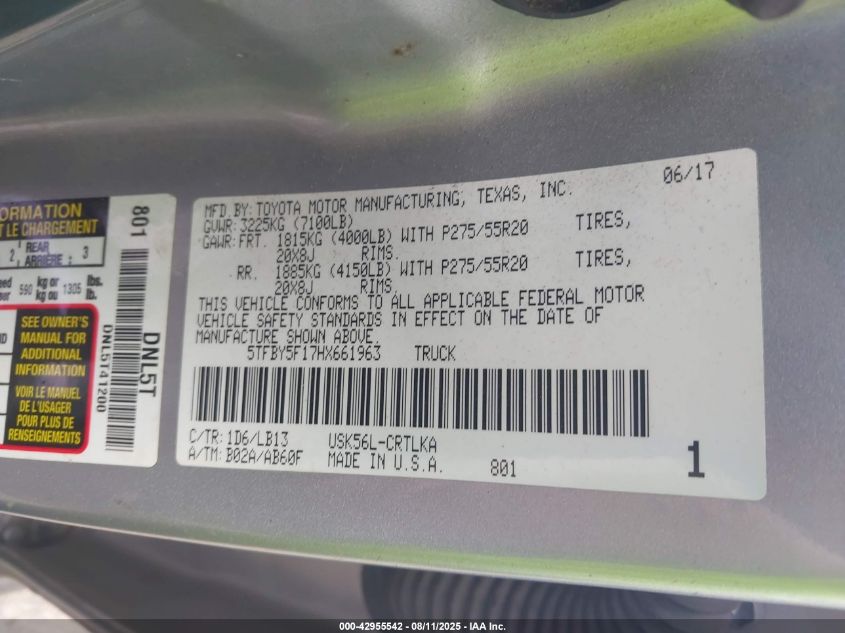 ORMATION
T LE CHARGEMENT
2, REAR
ARRIÈRE : 3
590 kg or 1305 lbs.
kg ou lb.
SEE OWNER'S
MANUAL FOR
ADDITIONAL
INFORMATION
VOIR LE MANUEL
DE L'USAGER
POUR PLUS DE
RENSEIGNEMENTS
801
DNL5T
DNL5T41200
06/17
MFD BY: TOYOTA MOTOR MANUFACTURING, TEXAS, INC.
GVWR: 3225KG (7100LB)
GAWR: FRT. 1815KG (4000LB) WITH P275/55R20 TIRES,
20X8J RIMS.
RR. 1885KG (4150LB) WITH P275/55R20 TIRES,
20X8J RIMS.
THIS VEHICLE CONFORMS TO ALL APPLICABLE FEDERAL MOTOR
VEHICLE SAFETY STANDARDS IN EFFECT ON THE DATE OF
MANUFACTURE SHOWN ABOVE.
5TFBY5F17HX661963 TRUCK
C/TR: 1D6/LB13 USK56L-CRTLKA
A/TM: B02A/AB60F MADE IN U.S.A. 801
1
000-42955542 - 08/11/2025 - IAA Inc.